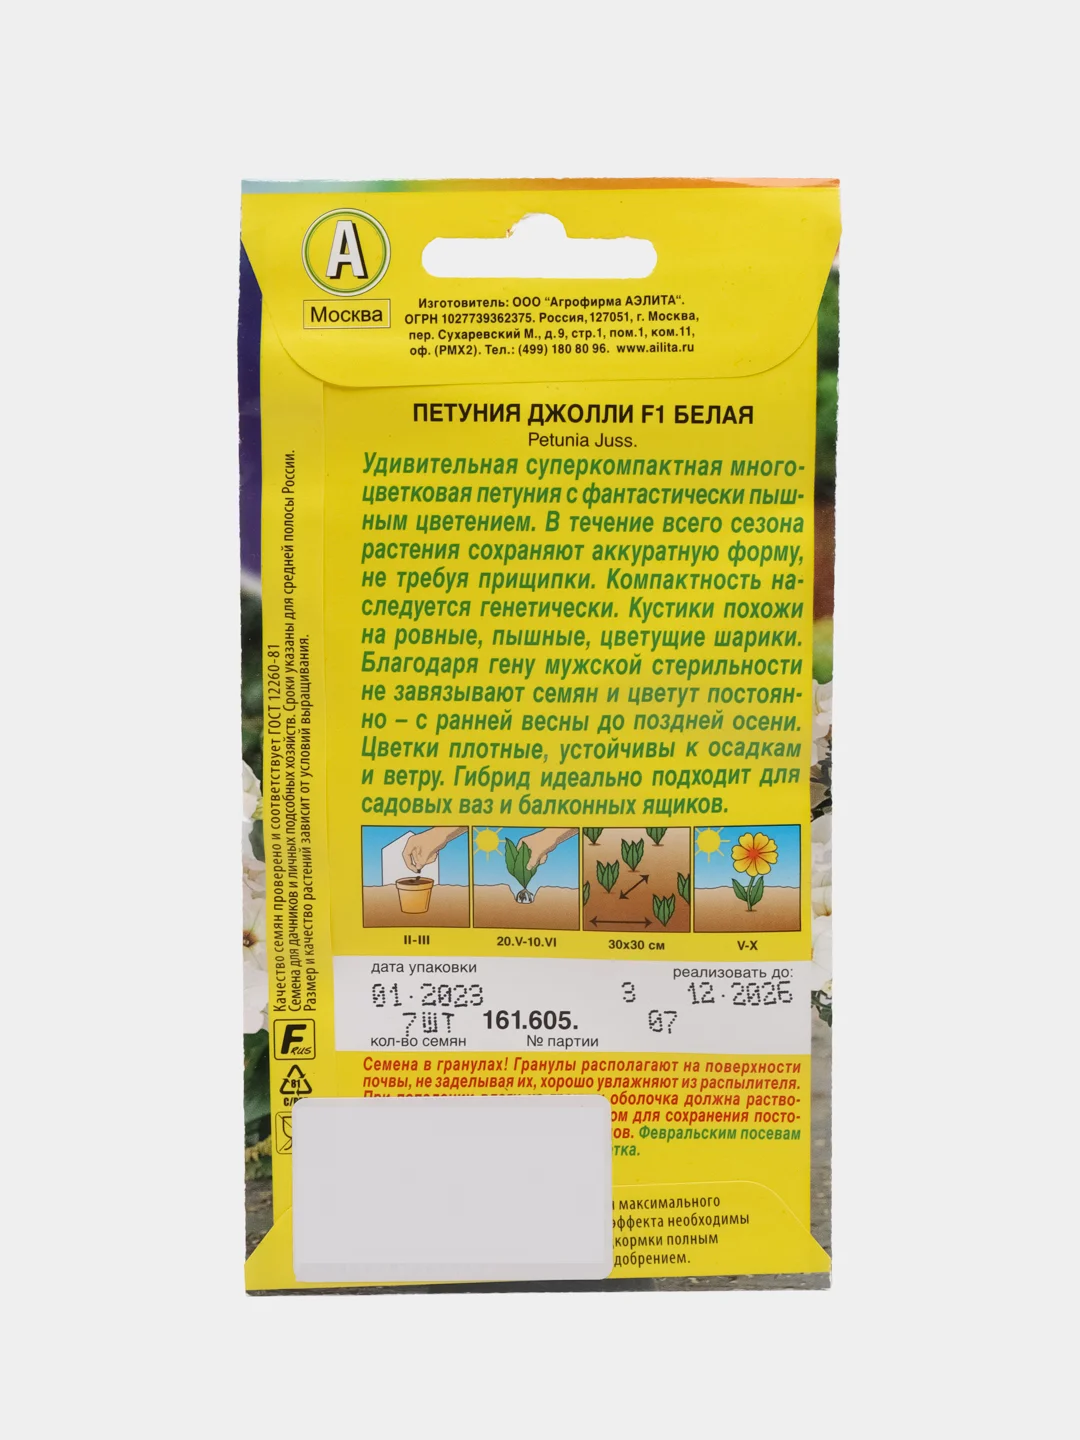 А
Москва
Изготовитель: ООО “Агрофирма АЭЛИТА“.
ОГРН 1027739362375. Россия,127051, г. Москва,
пер. Сухаревский М., д.9, стр.1, пом.1, ком.11,
оф. (РМХ2). Тел.: (499) 180 80 96. www.ailita.ru
ПЕТУНИЯ ДЖОЛЛИ F1 БЕЛАЯ
Petunia Juss.
Удивительная суперкомпактная много-
цветковая петуния с фантастически пыш-
ным цветением. В течение всего сезона
растения сохраняют аккуратную форму,
не требуя прищипки. Компактность на-
следуется генетически. Кустики похожи
на ровные, пышные, цветущие шарики.
Благодаря гену мужской стерильности
не завязывают семян и цветут постоян-
но – с ранней весны до поздней осени.
Цветки плотные, устойчивы к осадкам
и ветру. Гибрид идеально подходит для
садовых ваз и балконных ящиков.
II-III
20.V-10.VI
30х30 см
V-X
дата упаковки
реализовать до:
01.2023
3
12.2026
7ШТ
161.605.
07
кол-во семян
№ партии
Семена в гранулах! Гранулы располагают на поверхности
почвы, не заделывая их, хорошо увлажняют из распылителя.
При попадании оболочка должна раство-
ом для сохранения посто-
ов. Февральским посевам
тка.
максимального
эффекта необходимы
кормки полным
добрением.
Качество семян проверено и соответствует ГОСТ 12260-81
Семена для дачников и личных подсобных хозяйств. Сроки указаны для средней полосы России.
Размер и качество растений зависит от условий выращивания.
F RUS
81
C/P